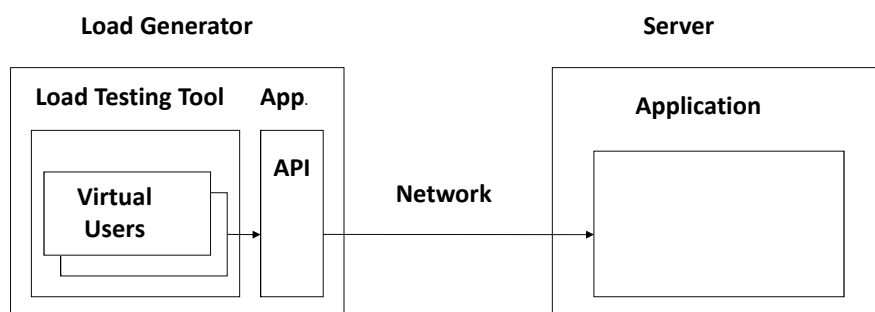 Load Generator
Server
Load Testing Tool
App.
Application
API
Virtual
Users
Network